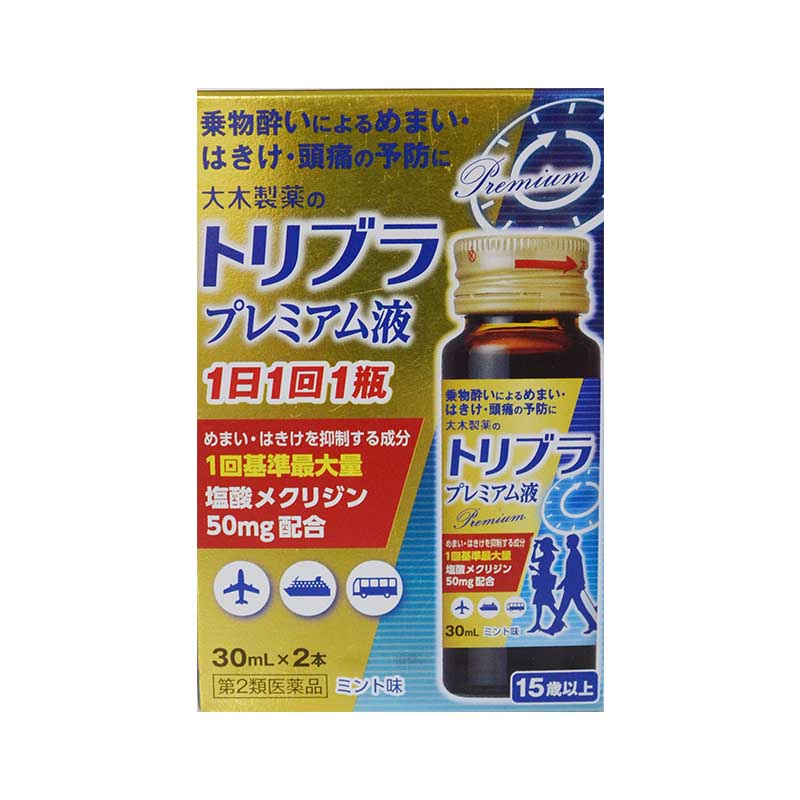 乗物酔いによるめまい・
はきけ・頭痛の予防に
Premium
大木製薬の
トリブラ
プレミアム液
1日1回1瓶
めまい・はきけを抑制する成分
1回基準最大量
塩酸メクリジン
50mg配合
30mL×2本
第2類医薬品
ミント味
乗物酔いによるめまい・
はきけ・頭痛の予防に
大木製薬の
トリブラ
プレミアム液
Premium
めまい・はきけを抑制する成分
1回基準最大量
塩酸メクリジン
50mg配合
30mL ミント味
15歳以上